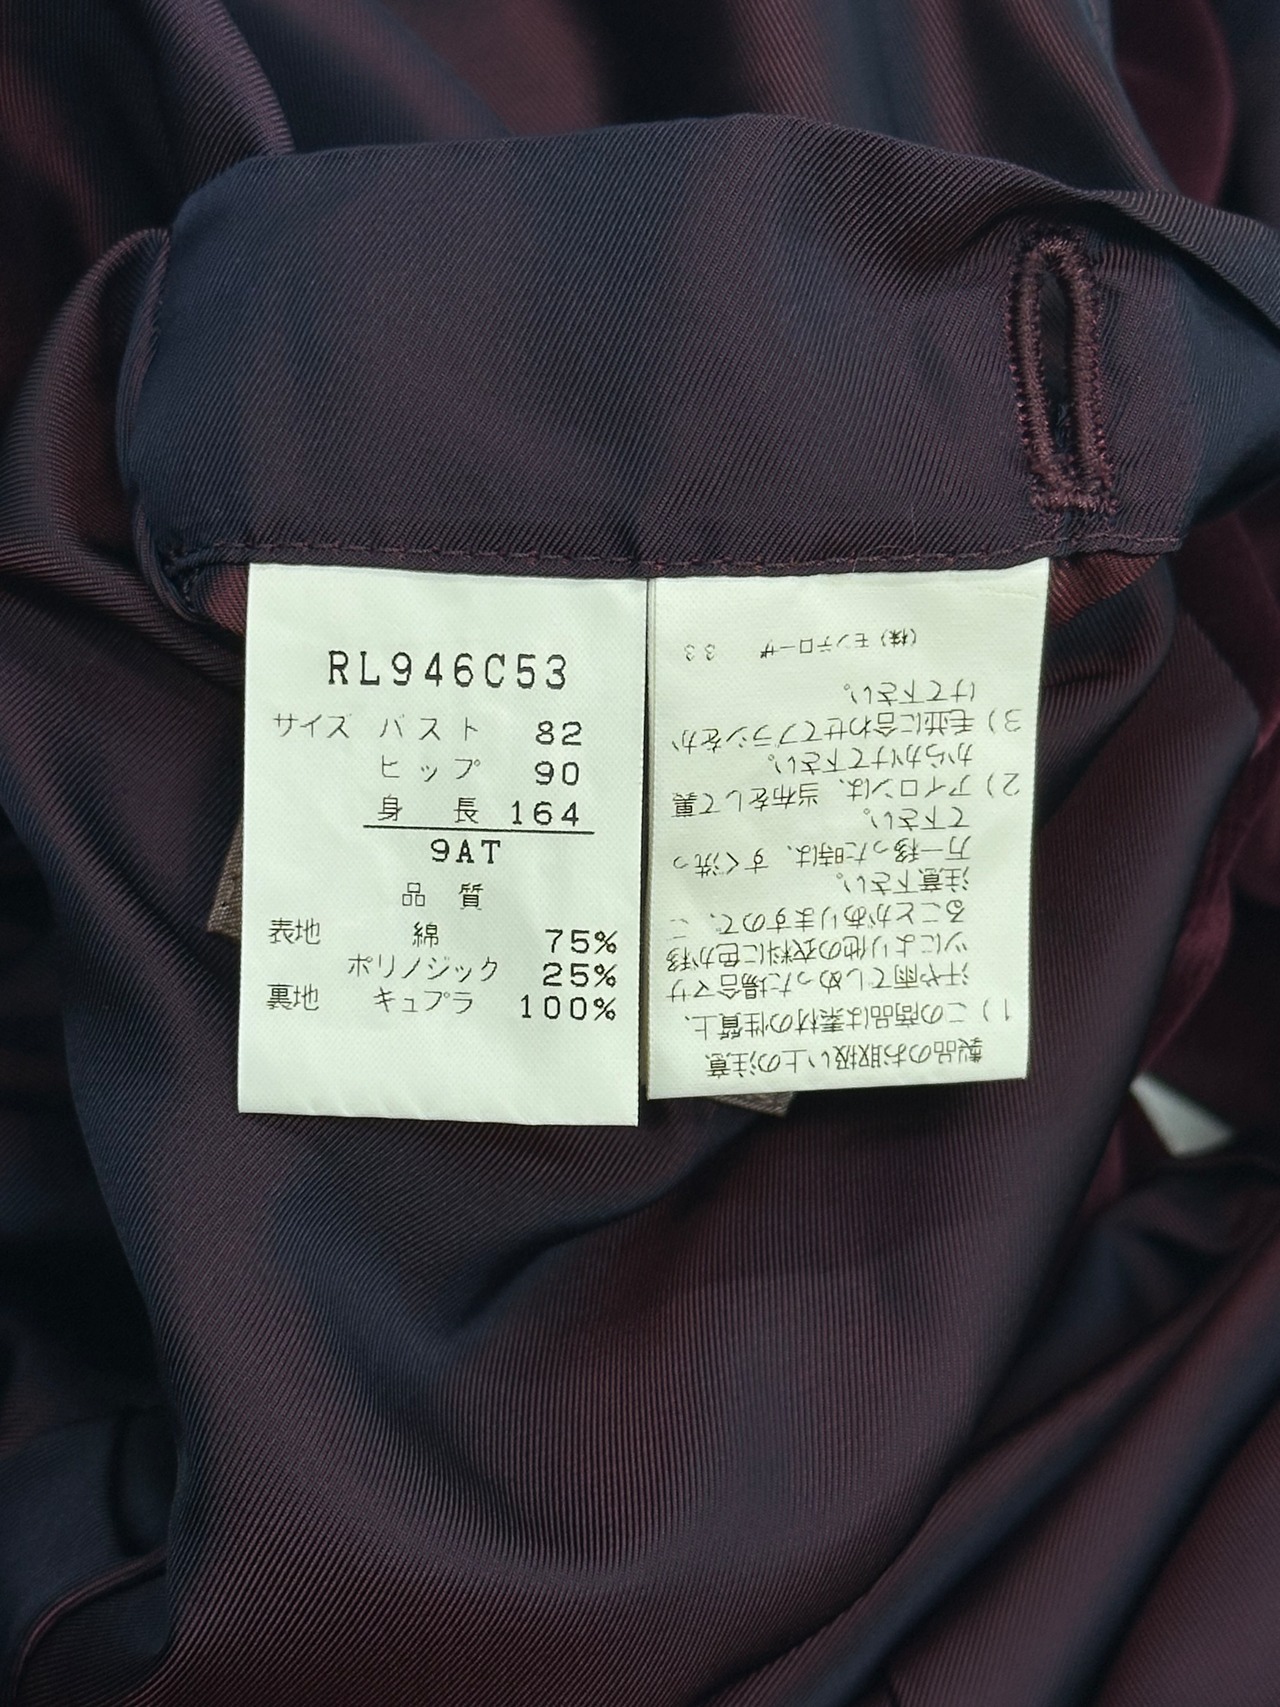 RL946C53
サイズ バスト 82
ヒップ 90
身長 164
9AT
品質
表地 綿 75%
ポリノジック 25%
裏地 キュプラ 100%
製品のお取扱い上の注意
1) この商品は素材の性質上、
汗や雨でしめった場合マサ
ツにより他の衣料に色が移
ることがありますので、ご
注意下さい。
万一移った時は、すぐ洗っ
て下さい。
2) アイロンは、当布をして裏
からかけて下さい。
3) 毛並に合わせてブラシをか
けて下さい。
(株) モンテローザ 33